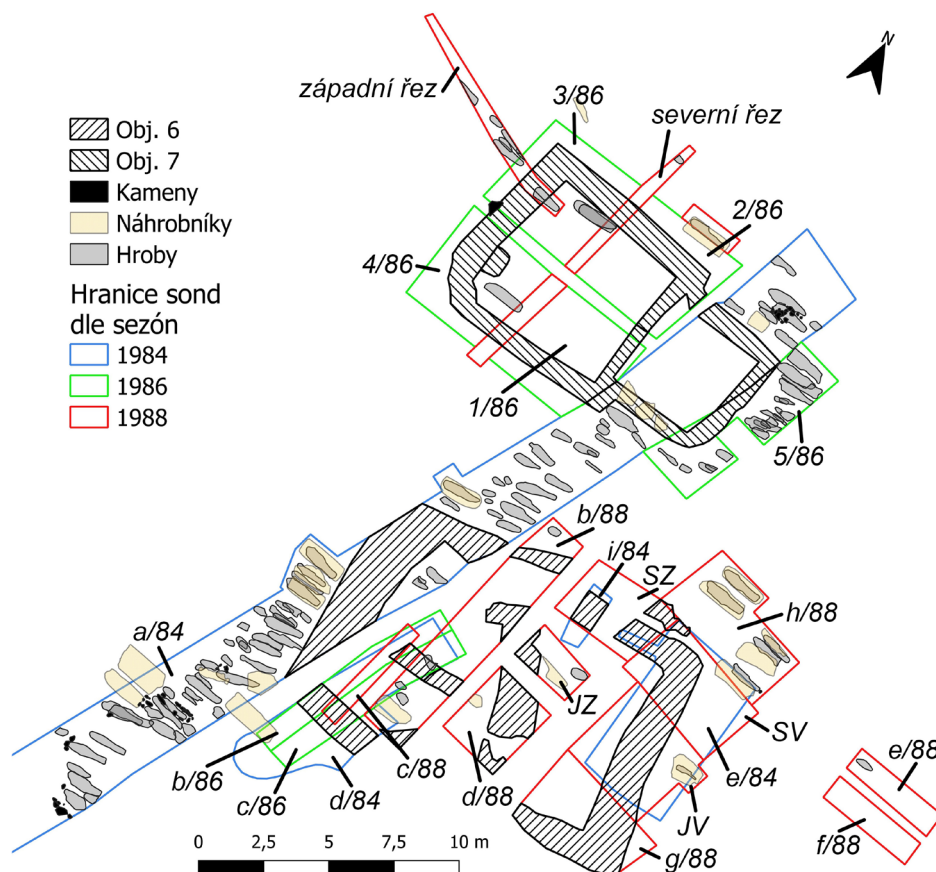 N
západní řez
3/86
severní řez
Obj. 6
Obj. 7
Kameny
Náhrobníky
Hroby
Hranice sond
dle sezón
1984
1986
1988
2/86
4/86
1/86
5/86
b/88
i/84
SZ
h/88
a/84
JZ
SV
b/86
c/88
e/84
e/88
c/86
d/84
d/88
JV
f/88
g/88
0 2,5 5 7,5 10 m